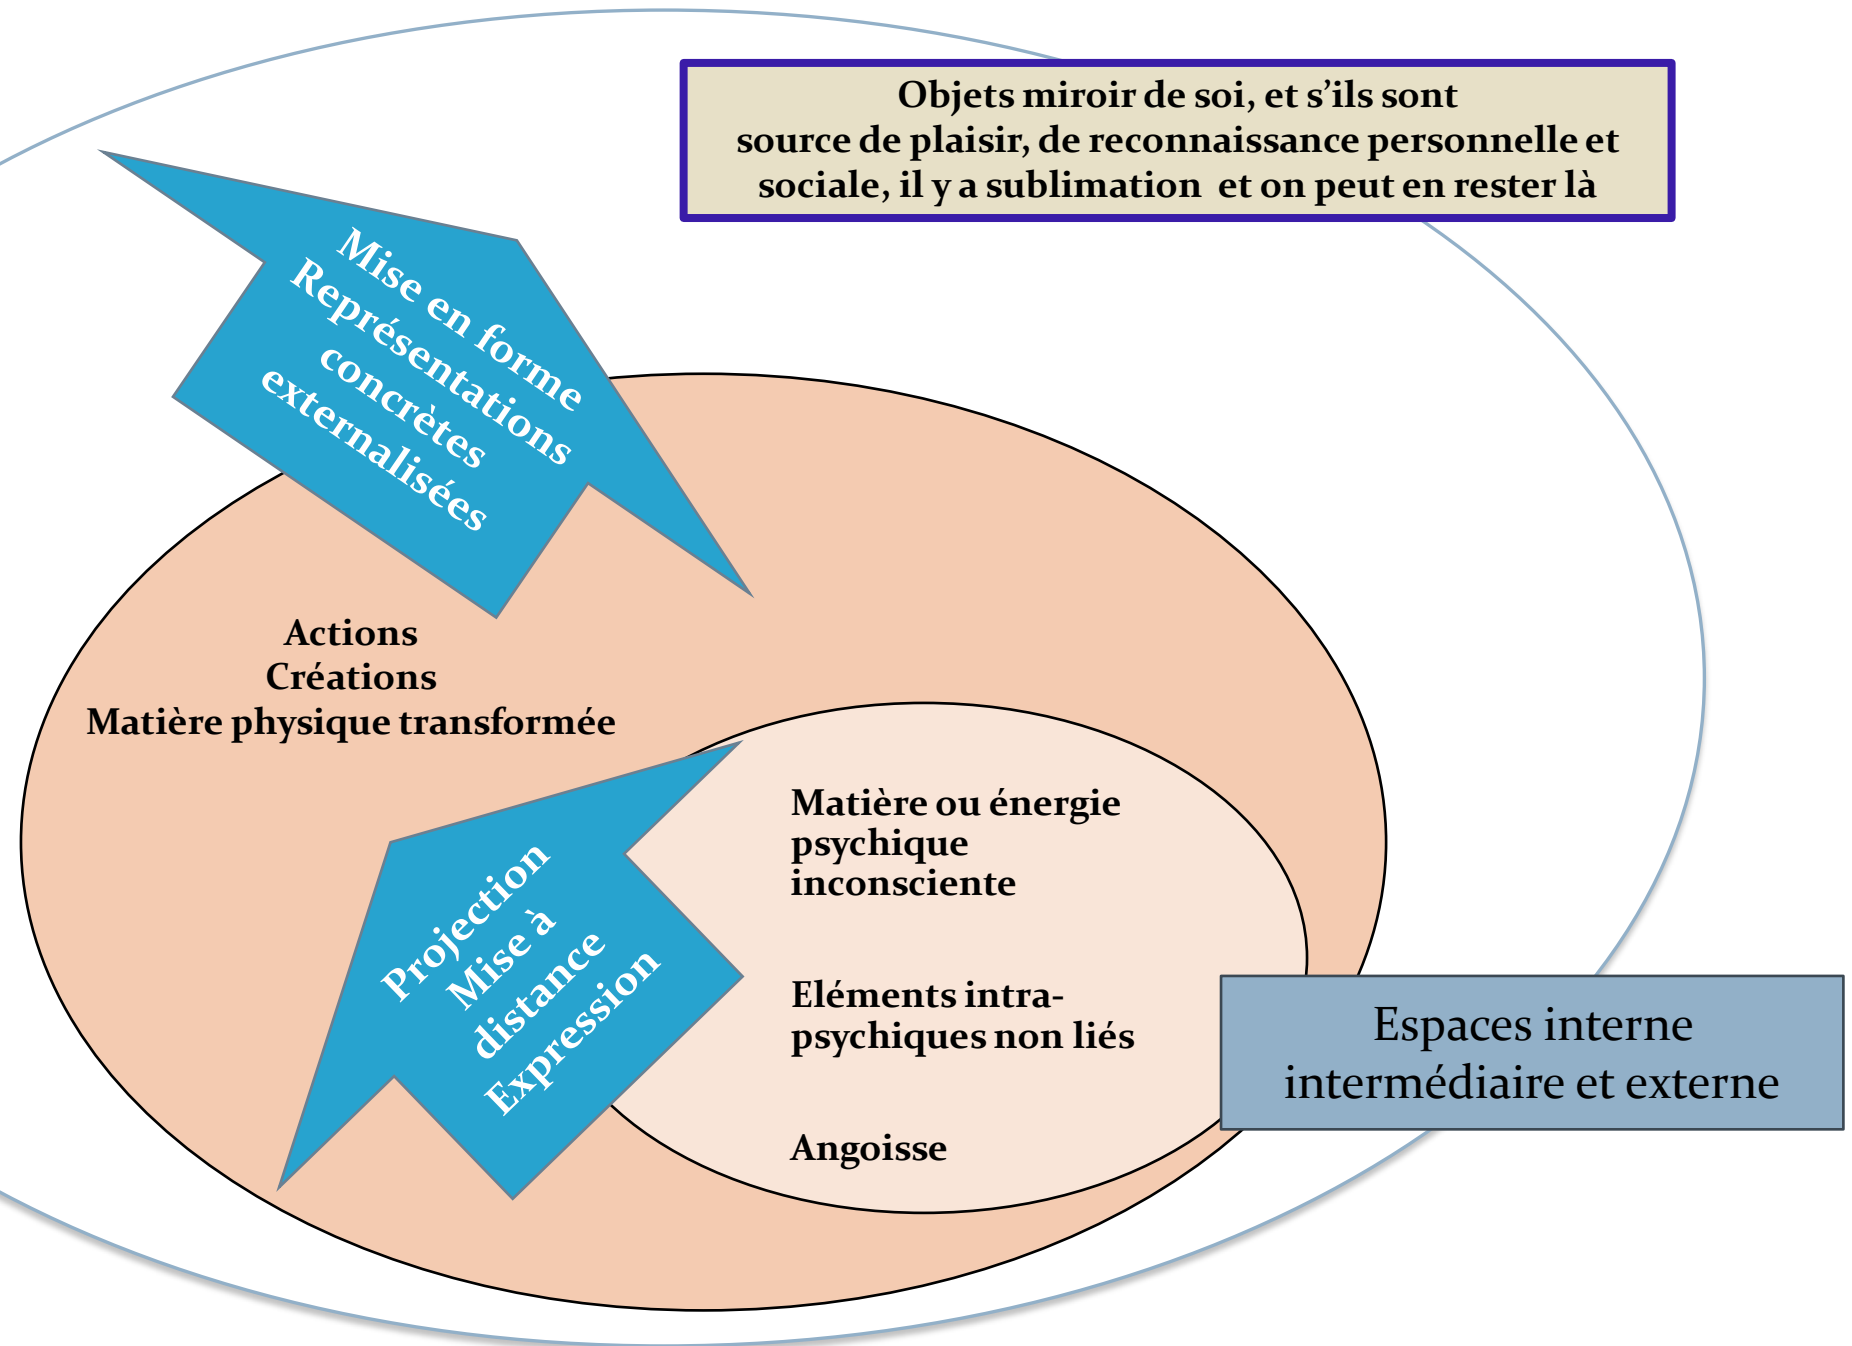 Objets miroir de soi, et s’ils sont
source de plaisir, de reconnaissance personnelle et
sociale, il y a sublimation et on peut en rester là
Mise en forme
Représentations
concrètes
externalisées
Actions
Créations
Matière physique transformée
Projection
Mise à
distance
Expression
Matière ou énergie
psychique
inconsciente
Eléments intra-
psychiques non liés
Angoisse
Espaces interne
intermédiaire et externe